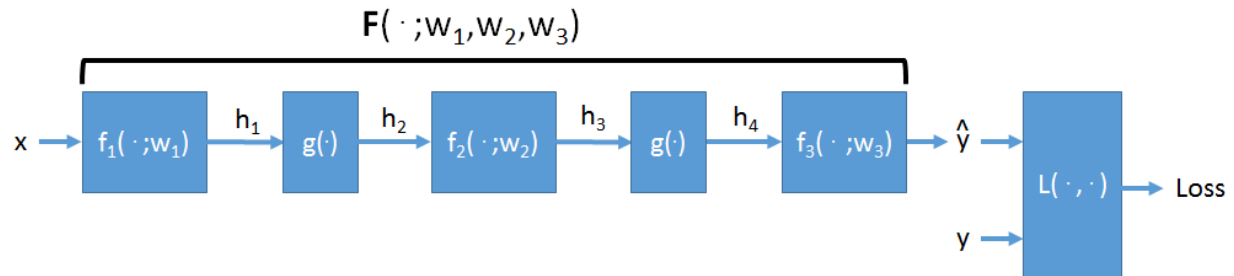 F( · ;w₁,w₂,w₃)
x f₁( · ;w₁) h₁ g(·) h₂ f₂( · ;w₂) h₃ g(·) h₄ f₃( · ;w₃) ŷ
L( · , · ) Loss
y